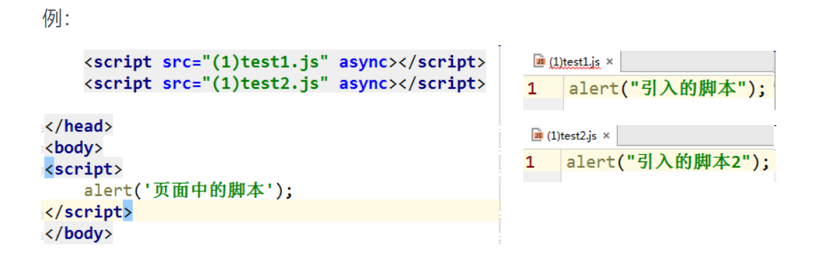 例：
<script src="(1)test1.js" async></script>
<script src="(1)test2.js" async></script>
</head>
<body>
<script>
alert('页面中的脚本');
</script>
</body>
(1)test1.js ×
1 alert("引入的脚本");
(1)test2.js ×
1 alert("引入的脚本2");